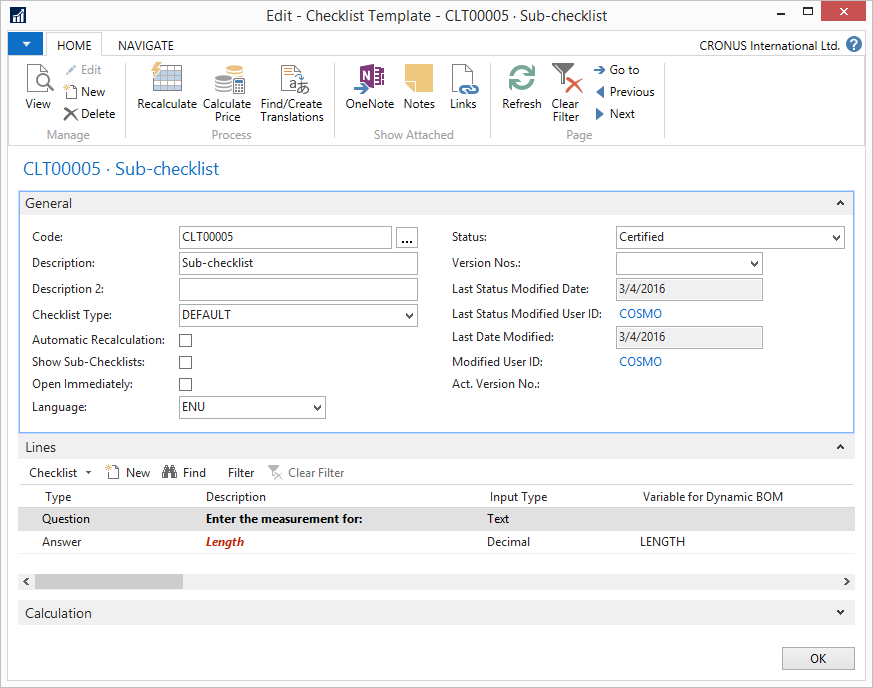 Edit - Checklist Template - CLT00005 · Sub-checklist
HOME NAVIGATE CRONUS International Ltd. ?
View
Edit
New
Delete
Manage
Recalculate
Calculate
Price
Find/Create
Translations
Process
OneNote
Notes
Links
Show Attached
Refresh
Clear
Filter
Go to
Previous
Next
Page
CLT00005 · Sub-checklist
General
Code: CLT00005 ...
Description: Sub-checklist
Description 2:
Checklist Type: DEFAULT
Automatic Recalculation:
Show Sub-Checklists:
Open Immediately:
Language: ENU
Status: Certified
Version Nos.:
Last Status Modified Date: 3/4/2016
Last Status Modified User ID: COSMO
Last Date Modified: 3/4/2016
Modified User ID: COSMO
Act. Version No.:
Lines
Checklist New Find Filter Clear Filter
Type Description Input Type Variable for Dynamic BOM
Question Enter the measurement for: Text
Answer Length Decimal LENGTH
Calculation
OK